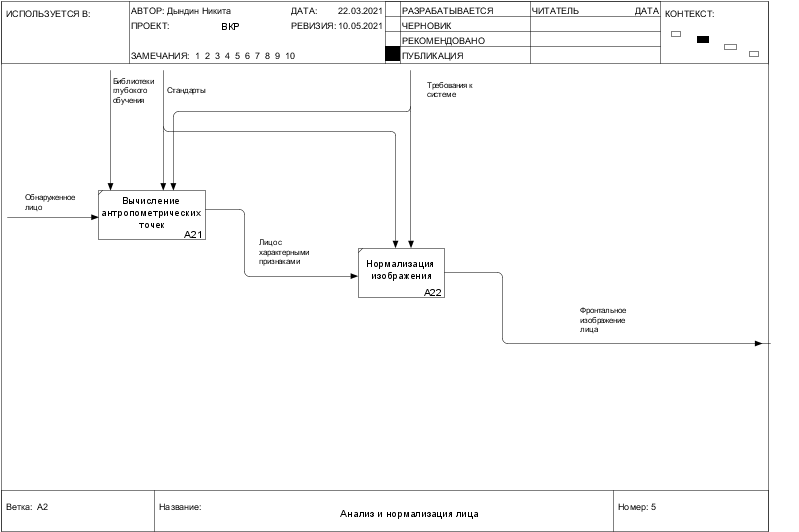 ИСПОЛЬЗУЕТСЯ В:
АВТОР: Дындин Никита
ДАТА: 22.03.2021
ПРОЕКТ: ВКР
РЕВИЗИЯ: 10.05.2021
ЗАМЕЧАНИЯ: 1 2 3 4 5 6 7 8 9 10
РАЗРАБАТЫВАЕТСЯ
ЧЕРНОВИК
РЕКОМЕНДОВАНО
ПУБЛИКАЦИЯ
ЧИТАТЕЛЬ ДАТА
КОНТЕКСТ:
Библиотеки
глубокого
обучения
Стандарты
Требования к
системе
Обнаруженное
лицо
Вычисление
антропометрических
точек
A21
Лицо с
характерными
признаками
Нормализация
изображения
A22
Фронтальное
изображение
лица
Ветка: A2
Название:
Анализ и нормализация лица
Номер: 5